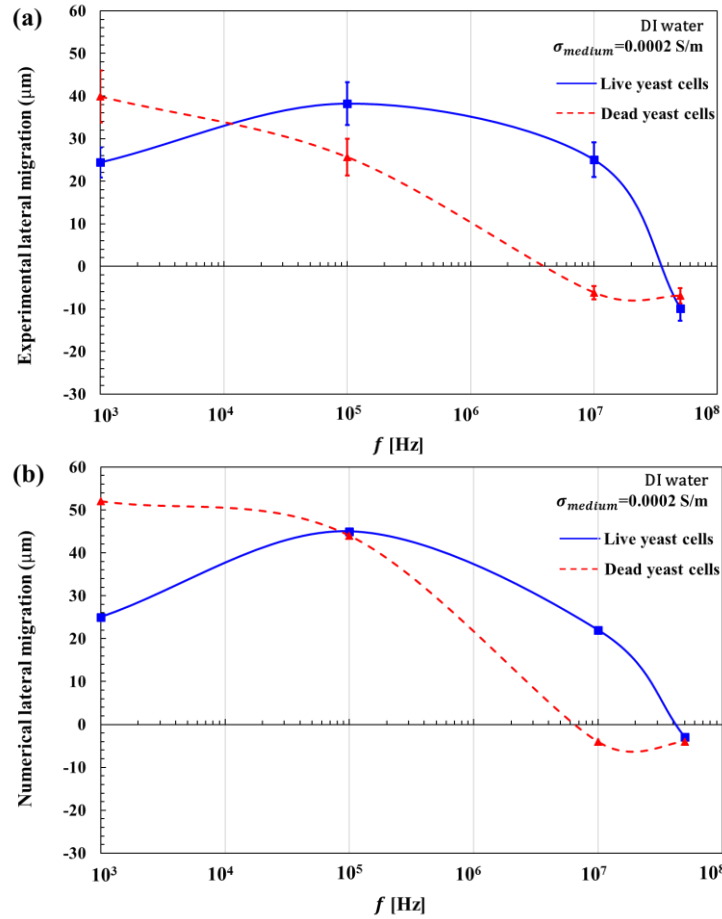 (a)
DI water
σmedium=0.0002 S/m
Live yeast cells
Dead yeast cells
Experimental lateral migration (μm)
60
50
40
30
20
10
0
-10
-20
-30
10³ 10⁴ 10⁵ 10⁶ 10⁷ 10⁸
f [Hz]
(b)
DI water
σmedium=0.0002 S/m
Live yeast cells
Dead yeast cells
Numerical lateral migration (μm)
60
50
40
30
20
10
0
-10
-20
-30
10³ 10⁴ 10⁵ 10⁶ 10⁷ 10⁸
f [Hz]